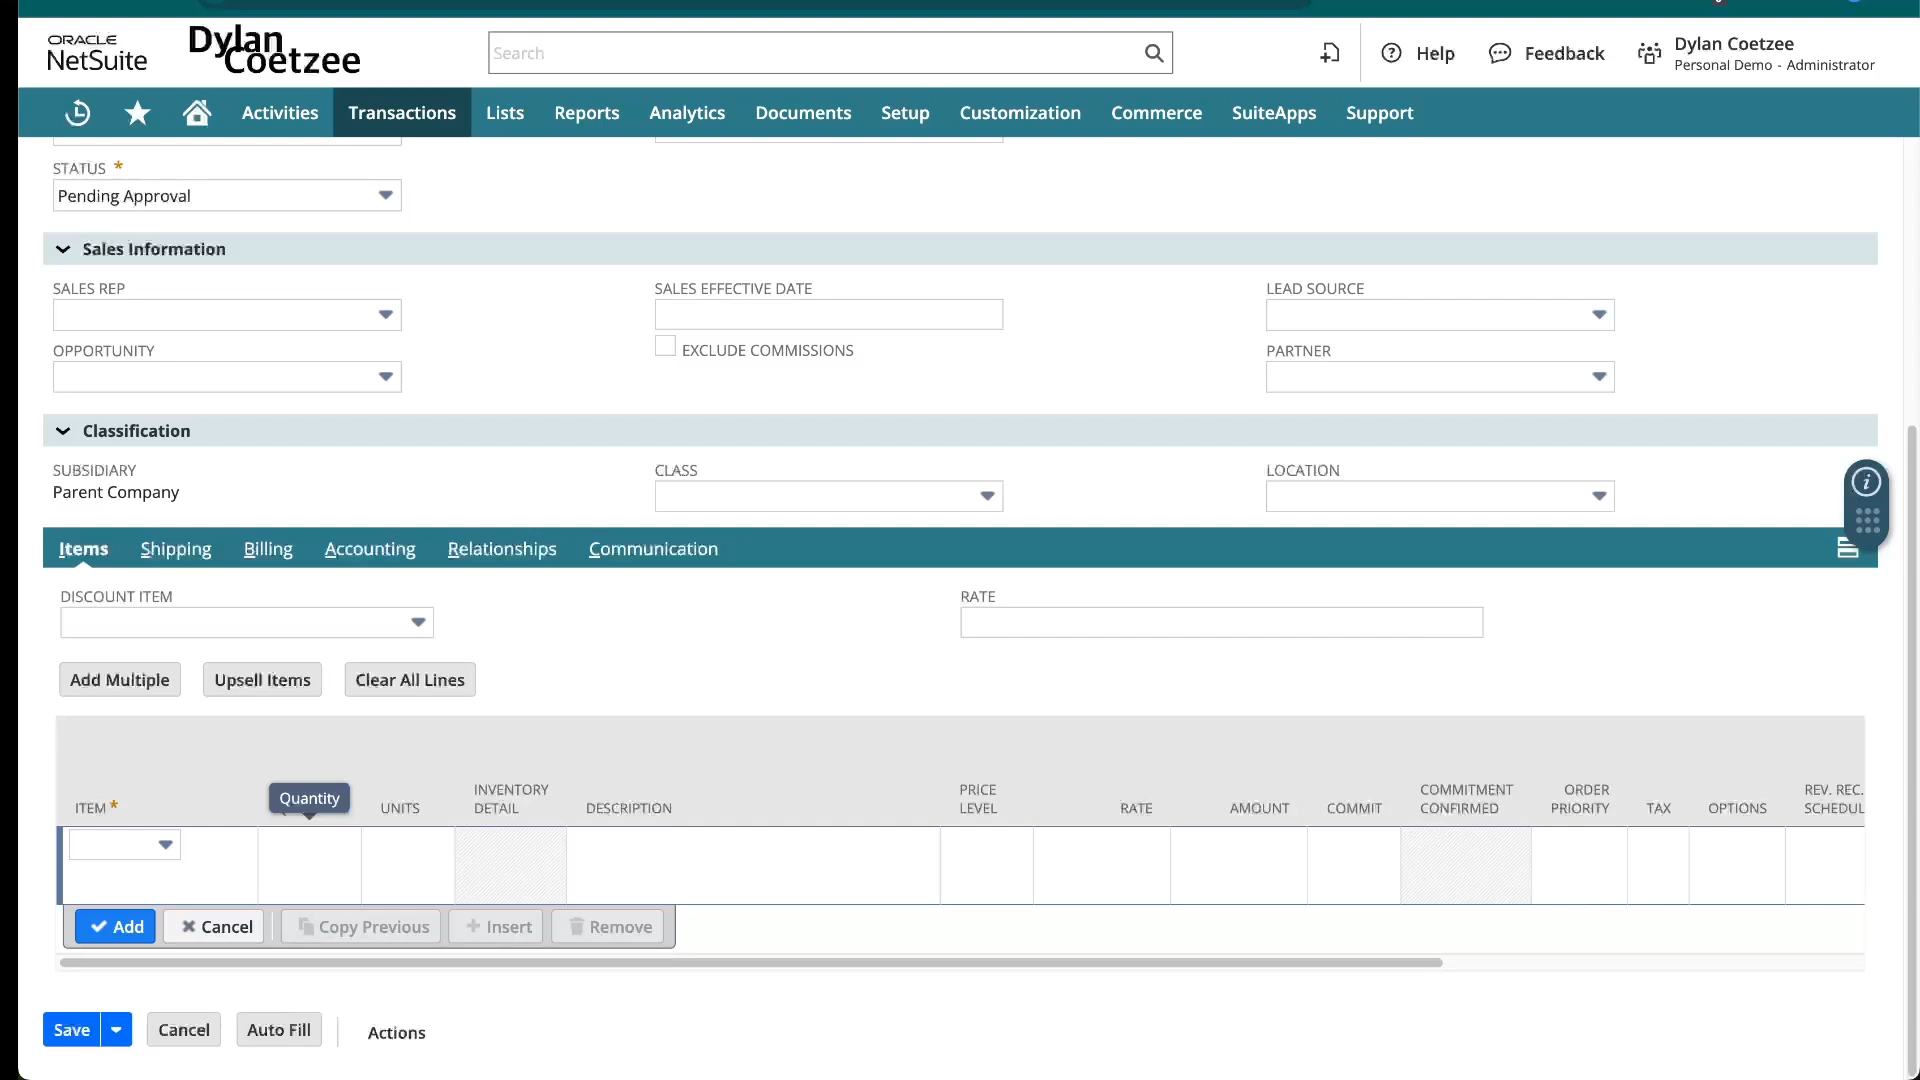 ORACLE
NetSuite
Dylan
Coetzee
Search
Help
Feedback
Dylan Coetzee
Personal Demo - Administrator
Activities Transactions Lists Reports Analytics Documents Setup Customization Commerce SuiteApps Support
STATUS *
Pending Approval
Sales Information
SALES REP
SALES EFFECTIVE DATE
LEAD SOURCE
OPPORTUNITY
EXCLUDE COMMISSIONS
PARTNER
Classification
SUBSIDIARY
Parent Company
CLASS
LOCATION
Items Shipping Billing Accounting Relationships Communication
DISCOUNT ITEM
RATE
Add Multiple Upsell Items Clear All Lines
ITEM *
Quantity
UNITS
INVENTORY
DETAIL
DESCRIPTION
PRICE
LEVEL
RATE
AMOUNT
COMMIT
COMMITMENT
CONFIRMED
ORDER
PRIORITY
TAX
OPTIONS
REV. REC.
SCHEDUL
Add Cancel Copy Previous Insert Remove
Save Cancel Auto Fill Actions